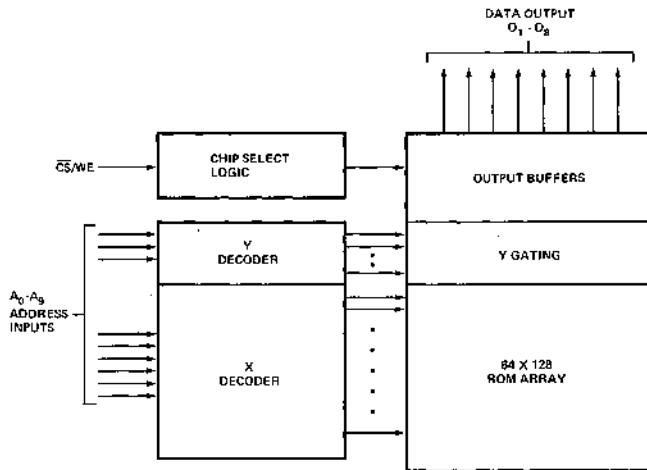 DATA OUTPUT
O1 - O8
CS/WE
CHIP SELECT
LOGIC
OUTPUT BUFFERS
Y
DECODER
Y GATING
A0-A9
ADDRESS
INPUTS
X
DECODER
64 X 128
ROM ARRAY